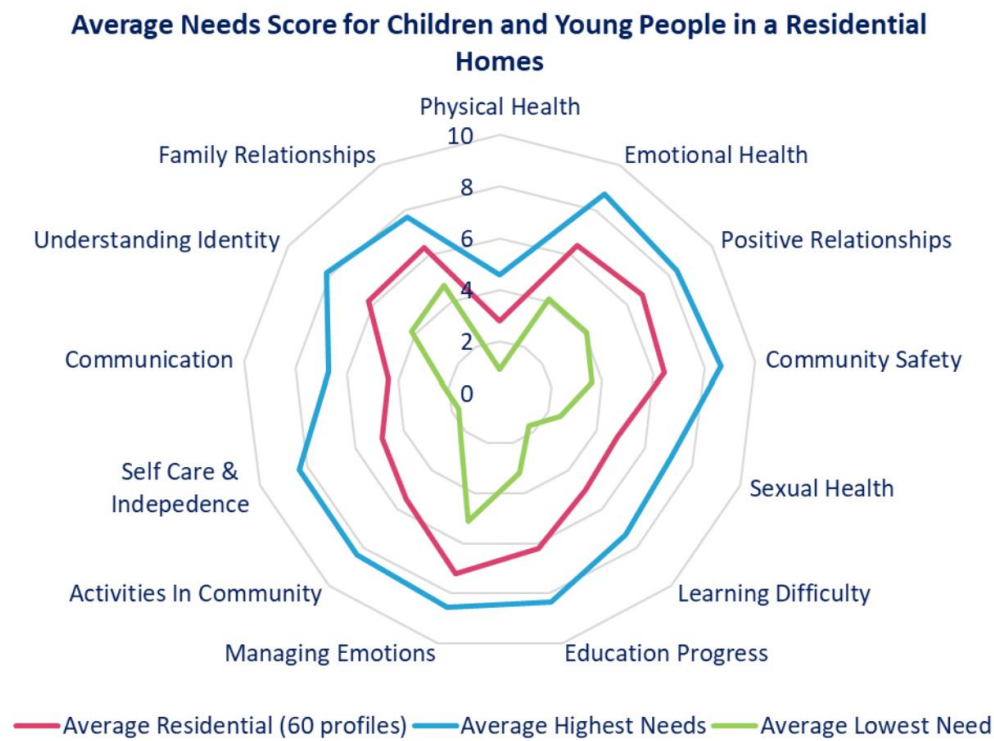 Average Needs Score for Children and Young People in a Residential
Homes
Physical Health
10
Family Relationships
Emotional Health
8
Understanding Identity
6
Positive Relationships
4
2
Communication
Community Safety
0
Self Care &
Indepedence
Sexual Health
Activities In Community
Learning Difficulty
Managing Emotions
Education Progress
Average Residential (60 profiles)
Average Highest Needs
Average Lowest Need